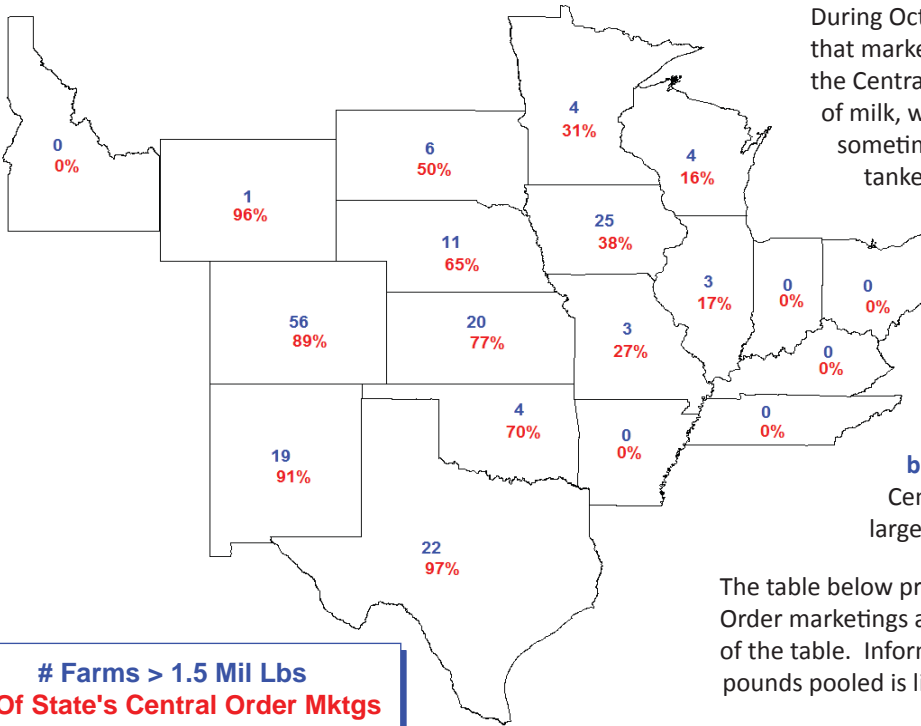 During Oct
that marke
the Centra
of milk, w
sometin
tanke
0
0%
1
96%
6
50%
4
31%
4
16%
11
65%
25
38%
56
89%
20
77%
3
27%
3
17%
0
0%
0
0%
0
0%
0
0%
19
91%
4
70%
0
0%
22
97%
b
Cer
large
The table below pr
Order marketings a
of the table. Inforr
pounds pooled is li
# Farms > 1.5 Mil Lbs
Of State's Central Order Mktgs